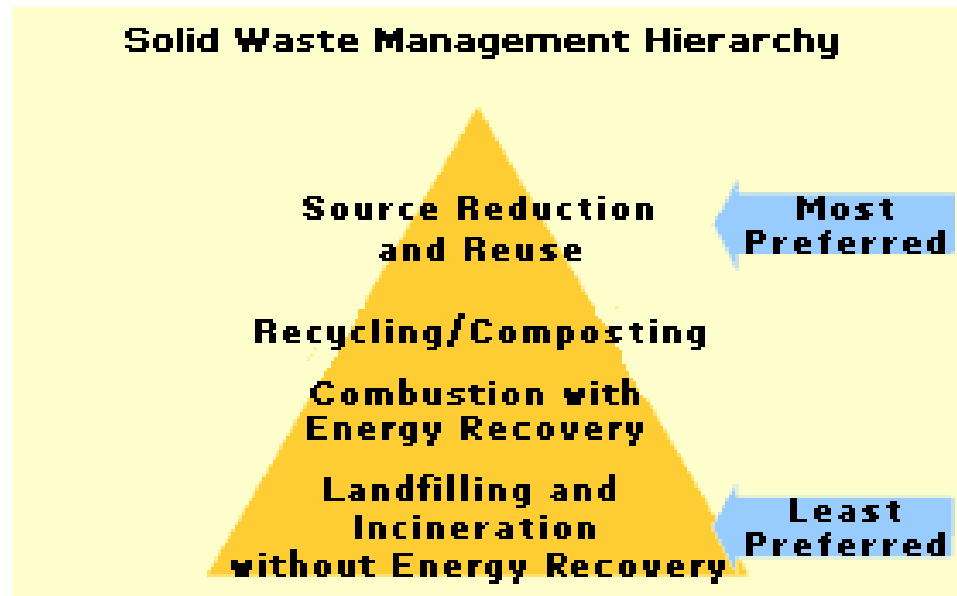 Solid Waste Management Hierarchy
Source Reduction
and Reuse
Most
Preferred
Recycling/Composting
Combustion with
Energy Recovery
Landfilling and
Incineration
without Energy Recovery
Least
Preferred